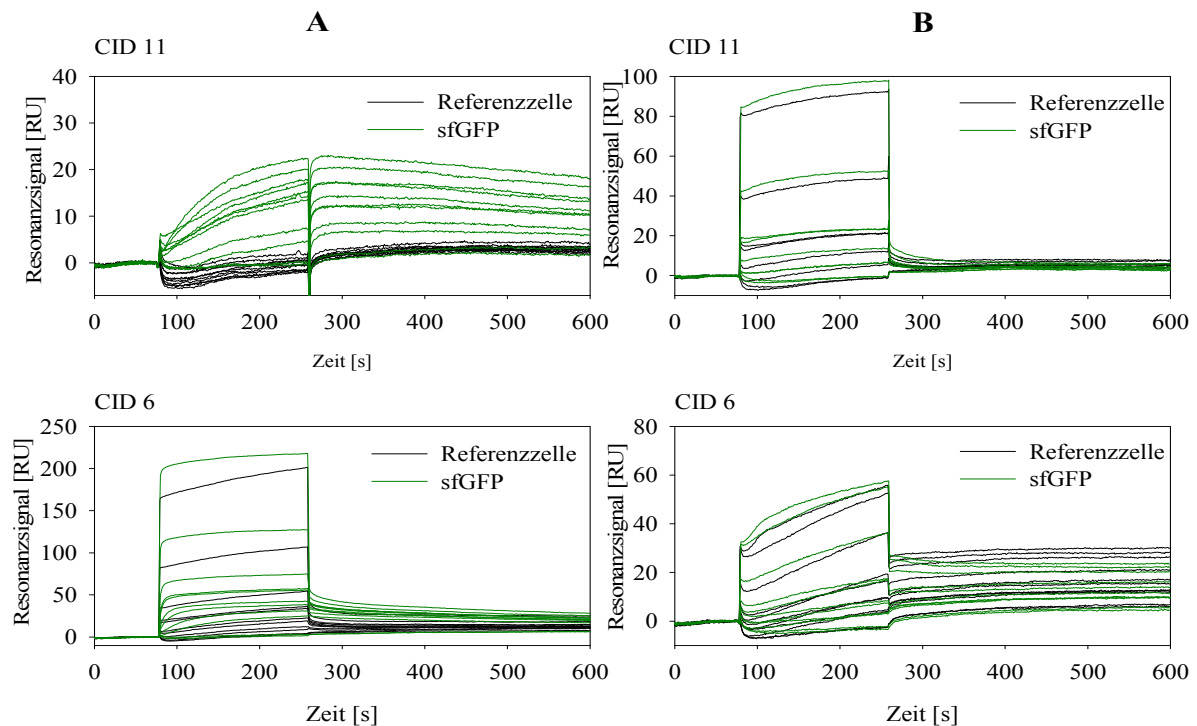 A
B
CID 11
CID 11
Resonanzsignal [RU]
40
30
20
10
0
Referenzzelle
sfGFP
0 100 200 300 400 500 600
Zeit [s]
Resonanzsignal [RU]
100
80
60
40
20
0
Referenzzelle
sfGFP
0 100 200 300 400 500 600
Zeit [s]
CID 6
CID 6
Resonanzsignal [RU]
250
200
150
100
50
0
Referenzzelle
sfGFP
0 100 200 300 400 500 600
Zeit [s]
Resonanzsignal [RU]
80
60
40
20
0
Referenzzelle
sfGFP
0 100 200 300 400 500 600
Zeit [s]